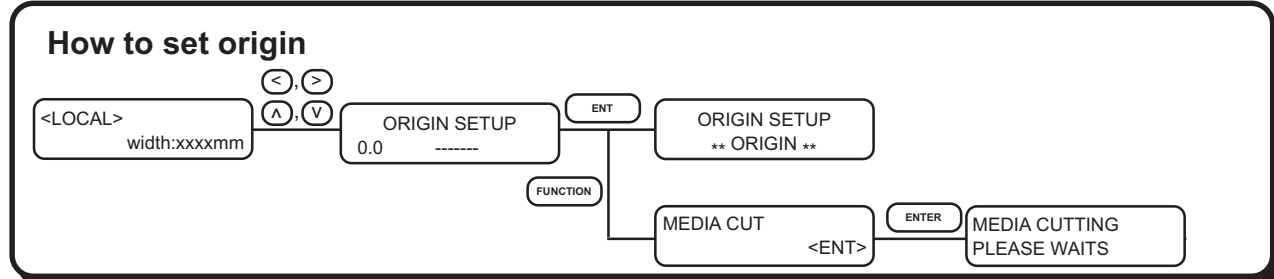 How to set origin
< , >
<LOCAL>
width:xxxxmm
∧ , ∨
ORIGIN SETUP
0.0 -------
ENT
ORIGIN SETUP
** ORIGIN **
FUNCTION
MEDIA CUT
<ENT>
ENTER
MEDIA CUTTING
PLEASE WAITS